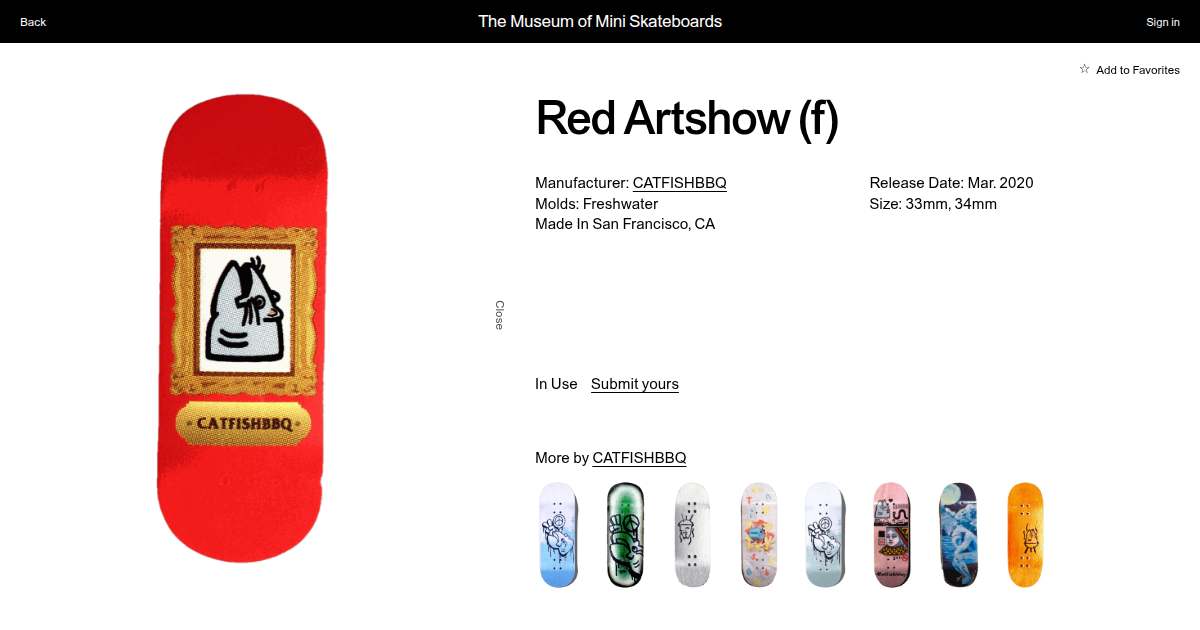 Back
The Museum of Mini Skateboards
Sign in
☆ Add to Favorites
Red Artshow (f)
Manufacturer: CATFISHBBQ
Molds: Freshwater
Made In San Francisco, CA
Release Date: Mar. 2020
Size: 33mm, 34mm
CATFISHBBQ
Close
In Use Submit yours
More by CATFISHBBQ